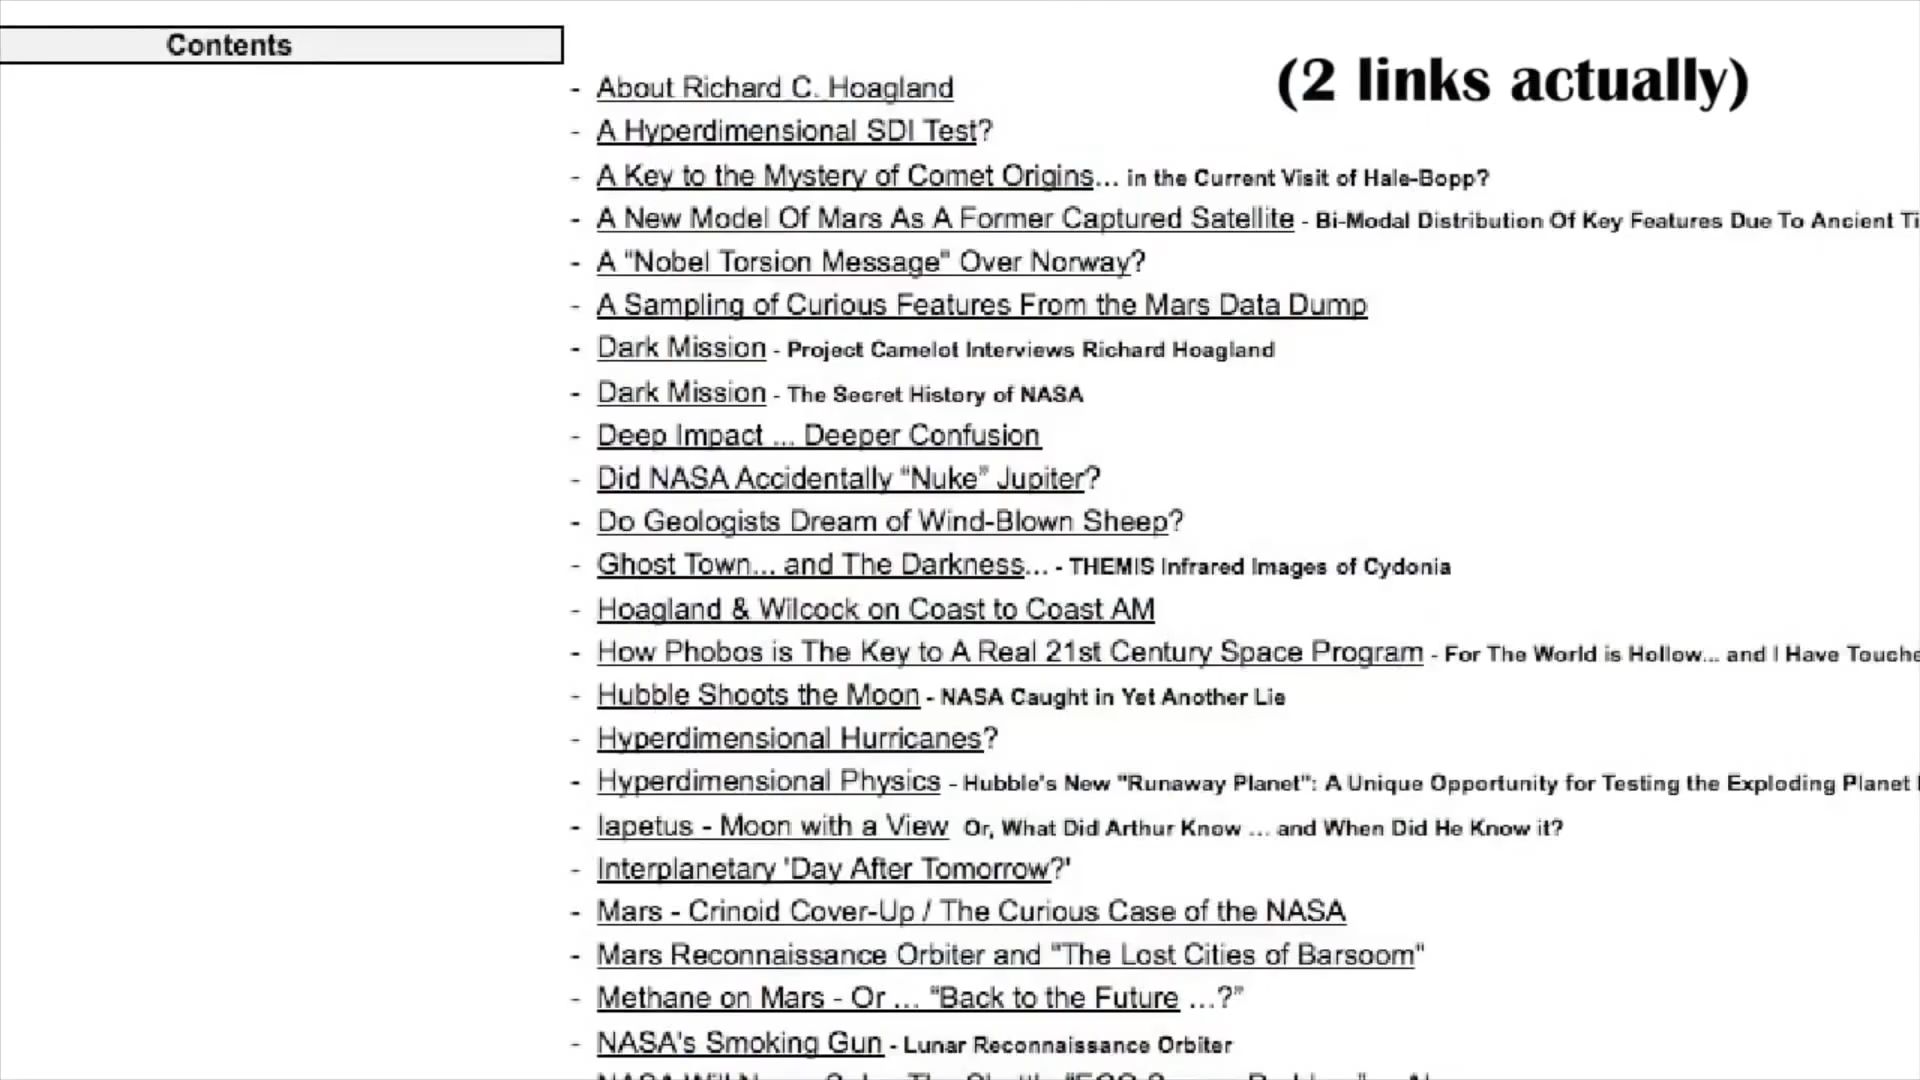 Contents
(2 links actually)
- About Richard C. Hoagland
- A Hyperdimensional SDI Test?
- A Key to the Mystery of Comet Origins... in the Current Visit of Hale-Bopp?
- A New Model Of Mars As A Former Captured Satellite - Bi-Modal Distribution Of Key Features Due To Ancient
- A "Nobel Torsion Message" Over Norway?
- A Sampling of Curious Features From the Mars Data Dump
- Dark Mission - Project Camelot Interviews Richard Hoagland
- Dark Mission - The Secret History of NASA
- Deep Impact ... Deeper Confusion
- Did NASA Accidentally “Nuke” Jupiter?
- Do Geologists Dream of Wind-Blown Sheep?
- Ghost Town... and The Darkness... - THEMIS Infrared Images of Cydonia
- Hoagland & Wilcock on Coast to Coast AM
- How Phobos is The Key to A Real 21st Century Space Program - For The World is Hollow... and I Have
- Hubble Shoots the Moon - NASA Caught in Yet Another Lie
- Hyperdimensional Hurricanes?
- Hyperdimensional Physics - Hubble's New "Runaway Planet": A Unique Opportunity for Testing the Exploding Planet
- Iapetus - Moon with a View Or, What Did Arthur Know ... and When Did He Know it?
- Interplanetary 'Day After Tomorrow?'
- Mars - Crinoid Cover-Up / The Curious Case of the NASA
- Mars Reconnaissance Orbiter and "The Lost Cities of Barsoom"
- Methane on Mars - Or ... “Back to the Future ...?”
- NASA's Smoking Gun - Lunar Reconnaissance Orbiter